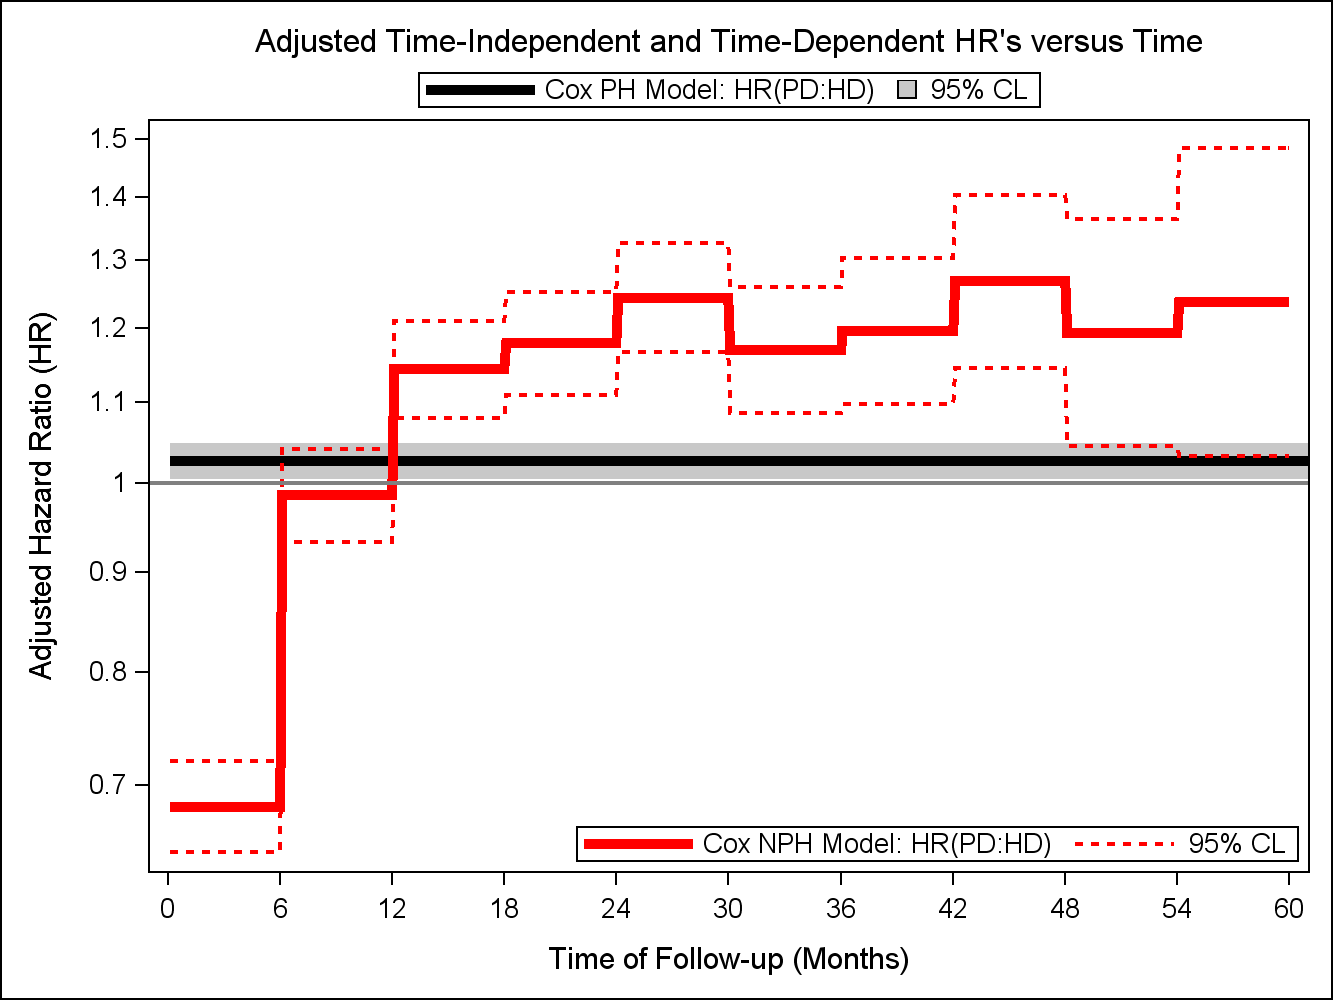 Adjusted Time-Independent and Time-Dependent HR's versus Time
Cox PH Model: HR(PD:HD) 95% CL
1.5
1.4
1.3
1.2
1.1
1
0.9
0.8
0.7
Adjusted Hazard Ratio (HR)
Cox NPH Model: HR(PD:HD) 95% CL
0 6 12 18 24 30 36 42 48 54 60
Time of Follow-up (Months)